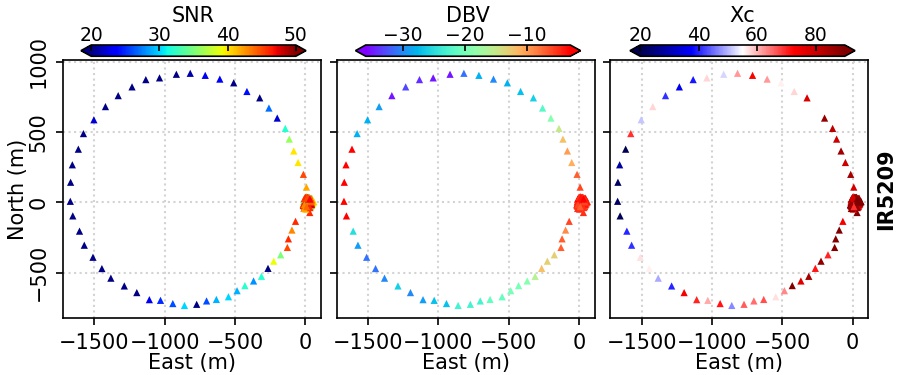 SNR DBV Xc
20 30 40 50 −30 −20 −10 20 40 60 80
1000
500
0
−500
North (m)
IR5209
−1500 −1000 −500 0 −1500 −1000 −500 0 −1500 −1000 −500 0
East (m) East (m) East (m)